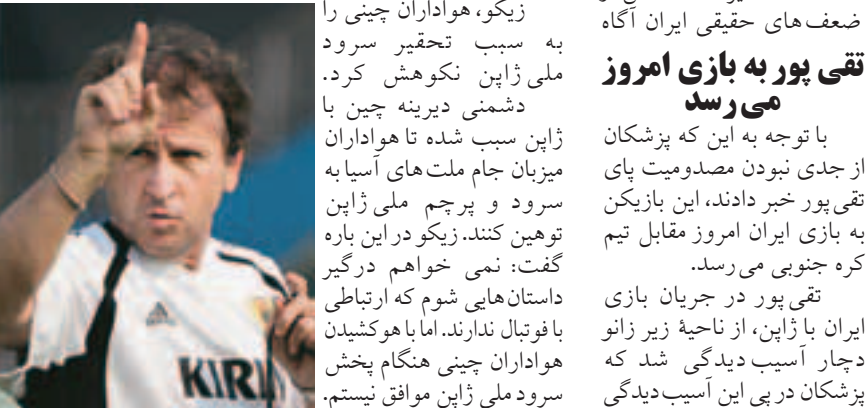 ضعف‌های حقیقی ایران آگاه
تقی پور به بازی امروز
می‌رسد
با توجه به این که پزشکان
از جدی نبودن مصدومیت پای
تقی‌پور خبر دادند، این بازیکن
به بازی ایران امروز مقابل تیم
کره جنوبی می‌رسد.
تقی‌پور در جریان بازی
ایران با ژاپن، از ناحیهٔ زیر زانو
دچار آسیب دیدگی شد که
پزشکان در پی این آسیب‌دیدگی
زیکو، هواداران چینی را
به سبب تحقیر سرود
ملی ژاپن نکوهش کرد.
دشمنی دیرینه چین با
ژاپن سبب شده تا هواداران
میزبان جام ملت‌های آسیا به
سرود و پرچم ملی ژاپن
توهین کنند. زیکو در این باره
گفت: نمی خواهم درگیر
داستان‌هایی شوم که ارتباطی
با فوتبال ندارند. اما با هو کشیدن
هواداران چینی هنگام پخش
سرود ملی ژاپن موافق نیستم.
adidas
KIRIN